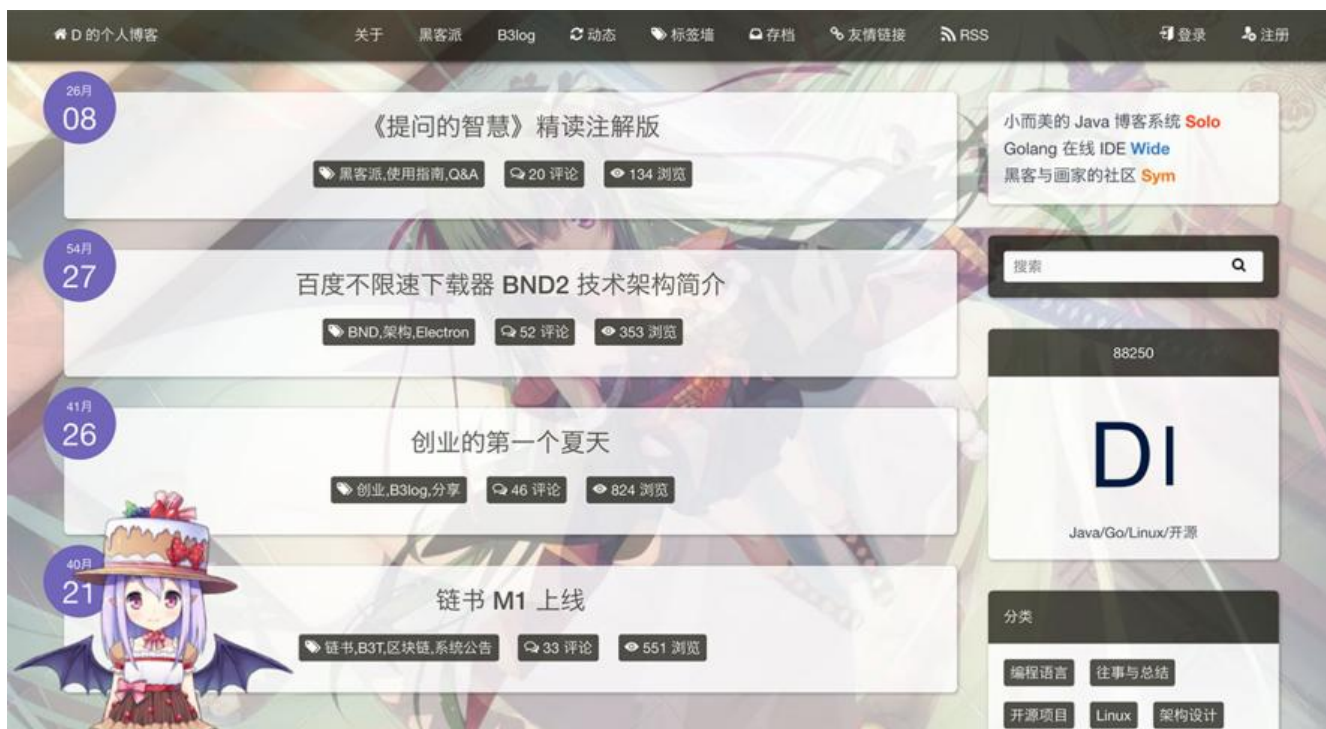 D 的个人博客 关于 黑客派 B3log 动态 标签墙 存档 友情链接 RSS 登录 注册
26月
08
《提问的智慧》精读注解版
黑客派,使用指南,Q&A 20 评论 134 浏览
54月
27
百度不限速下载器 BND2 技术架构简介
BND,架构,Electron 52 评论 353 浏览
41月
26
创业的第一个夏天
创业,B3log,分享 46 评论 824 浏览
40月
21
链书 M1 上线
链书,B3T,区块链,系统公告 33 评论 551 浏览
小而美的 Java 博客系统 Solo
Golang 在线 IDE Wide
黑客与画家的社区 Sym
搜索
88250
DI
Java/Go/Linux/开源
分类
编程语言 往事与总结
开源项目 Linux 架构设计